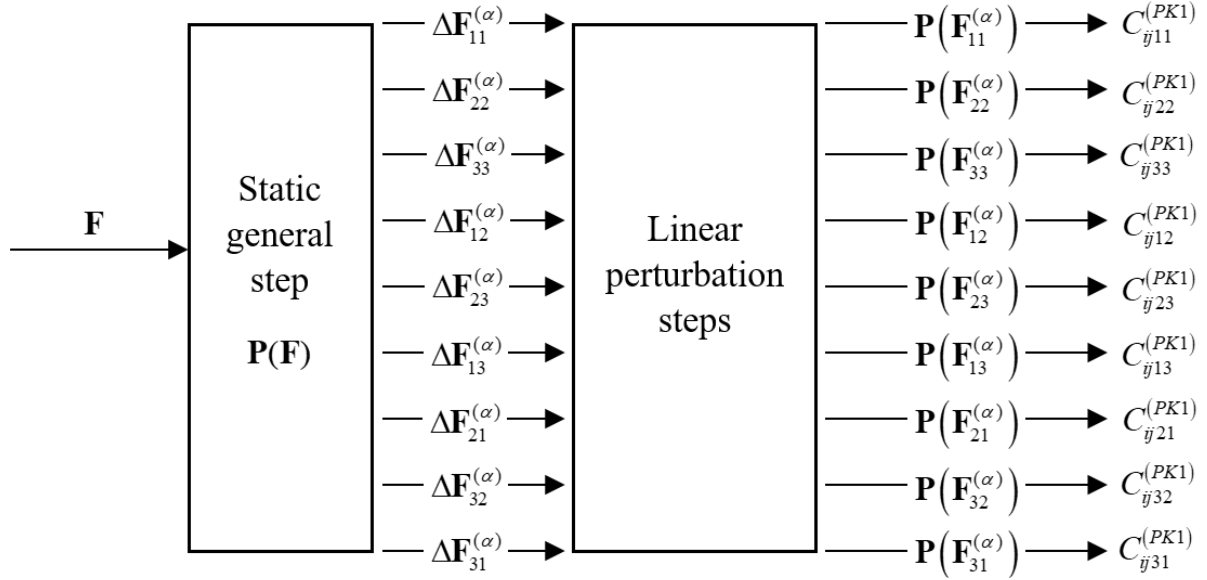 F
Static
general
step
P(F)
ΔF₁₁^(α)
ΔF₂₂^(α)
ΔF₃₃^(α)
ΔF₁₂^(α)
ΔF₂₃^(α)
ΔF₁₃^(α)
ΔF₂₁^(α)
ΔF₃₂^(α)
ΔF₃₁^(α)
Linear
perturbation
steps
P(F₁₁^(α)) C_ij11^(PK1)
P(F₂₂^(α)) C_ij22^(PK1)
P(F₃₃^(α)) C_ij33^(PK1)
P(F₁₂^(α)) C_ij12^(PK1)
P(F₂₃^(α)) C_ij23^(PK1)
P(F₁₃^(α)) C_ij13^(PK1)
P(F₂₁^(α)) C_ij21^(PK1)
P(F₃₂^(α)) C_ij32^(PK1)
P(F₃₁^(α)) C_ij31^(PK1)